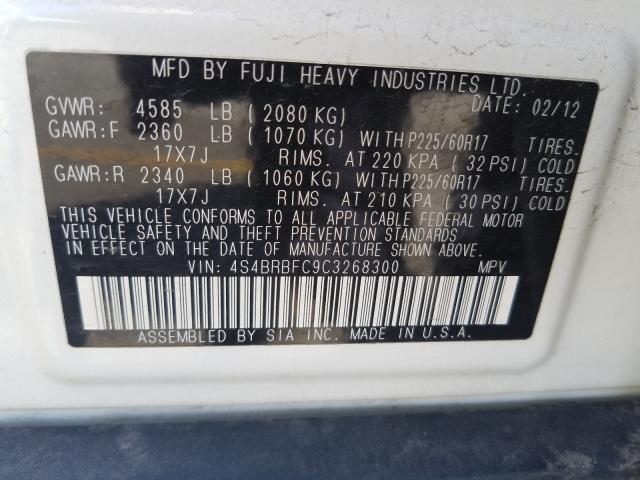 MFD BY FUJI HEAVY INDUSTRIES LTD.
DATE: 02/12
GVWR: 4585 LB (2080 KG)
GAWR:F 2360 LB (1070 KG) WITH P225/60R17 TIRES.
17X7J RIMS. AT 220 KPA (32 PSI) COLD
GAWR:R 2340 LB (1060 KG) WITH P225/60R17 TIRES.
17X7J RIMS. AT 210 KPA (30 PSI) COLD
THIS VEHICLE CONFORMS TO ALL APPLICABLE FEDERAL MOTOR
VEHICLE SAFETY AND THEFT PREVENTION STANDARDS
IN EFFECT ON THE DATE OF MANUFACTURE SHOWN ABOVE.
VIN: 4S4BRBFC9C3268300 MPV
ASSEMBLED BY SIA INC. MADE IN U.S.A.